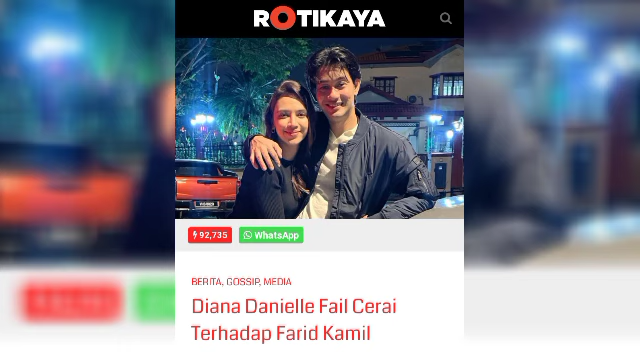 ROTIKAYA
92,735
WhatsApp
BERITA, GOSSIP, MEDIA
Diana Danielle Fail Cerai
Terhadap Farid Kamil